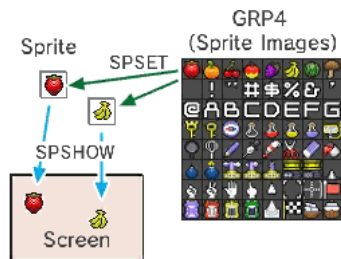 GRP4
(Sprite Images)
Sprite
SPSET
! " # $ % & '
@ A B C D E F G
SPSHOW
Screen